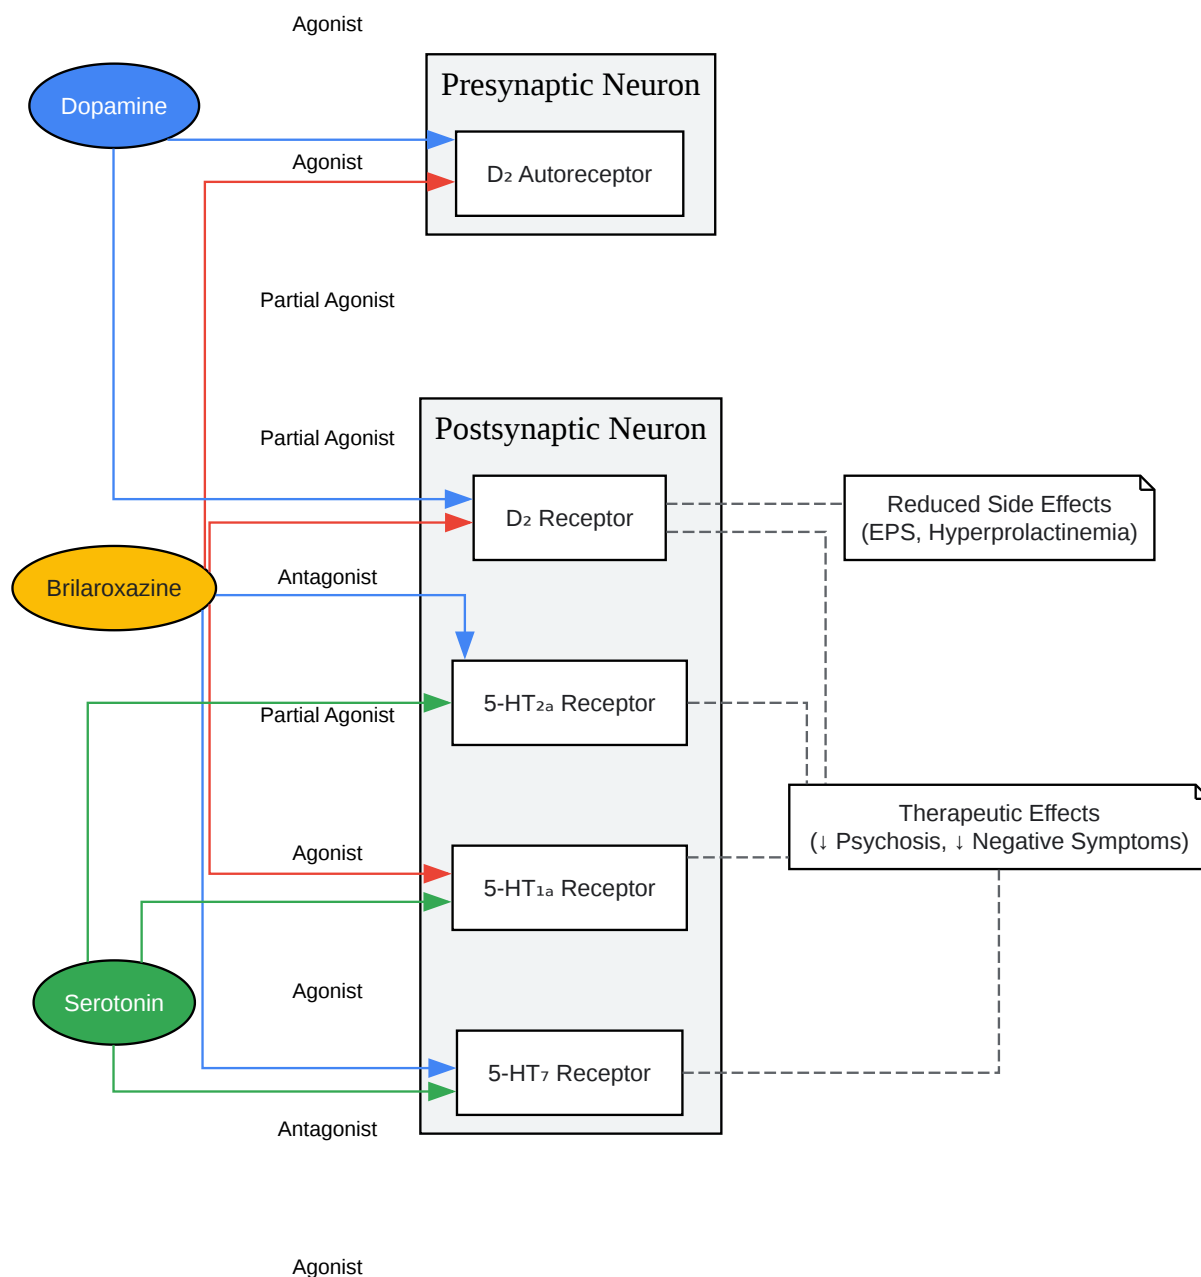 Agonist
Presynaptic Neuron
Dopamine
Agonist
D₂ Autoreceptor
Partial Agonist
Postsynaptic Neuron
Partial Agonist
D₂ Receptor
Reduced Side Effects
(EPS, Hyperprolactinemia)
Brilaroxazine
Antagonist
5-HT₂ₐ Receptor
Partial Agonist
Therapeutic Effects
(↓ Psychosis, ↓ Negative Symptoms)
Agonist
5-HT₁ₐ Receptor
Serotonin
Agonist
5-HT₇ Receptor
Antagonist
Agonist